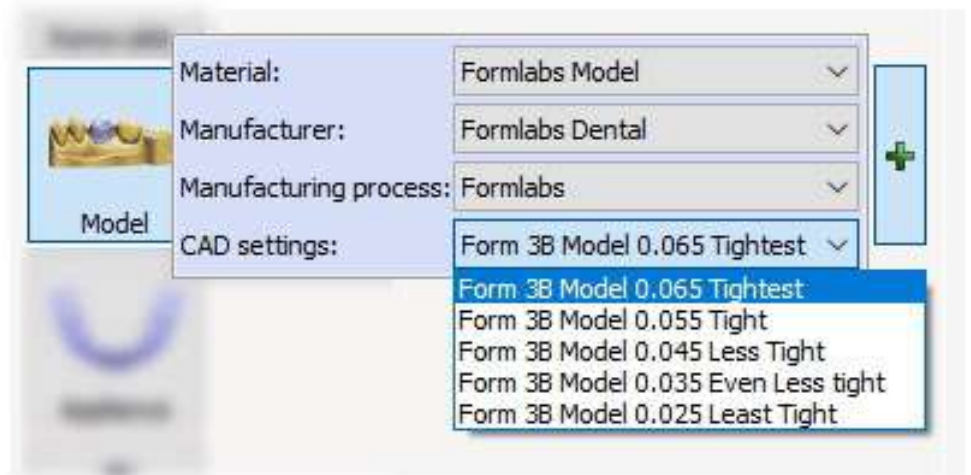 Material: Formlabs Model
Manufacturer: Formlabs Dental
Manufacturing process: Formlabs
Model
CAD settings: Form 3B Model 0.065 Tightest
Form 3B Model 0.065 Tightest
Form 3B Model 0.055 Tight
Form 3B Model 0.045 Less Tight
Form 3B Model 0.035 Even Less tight
Form 3B Model 0.025 Least Tight